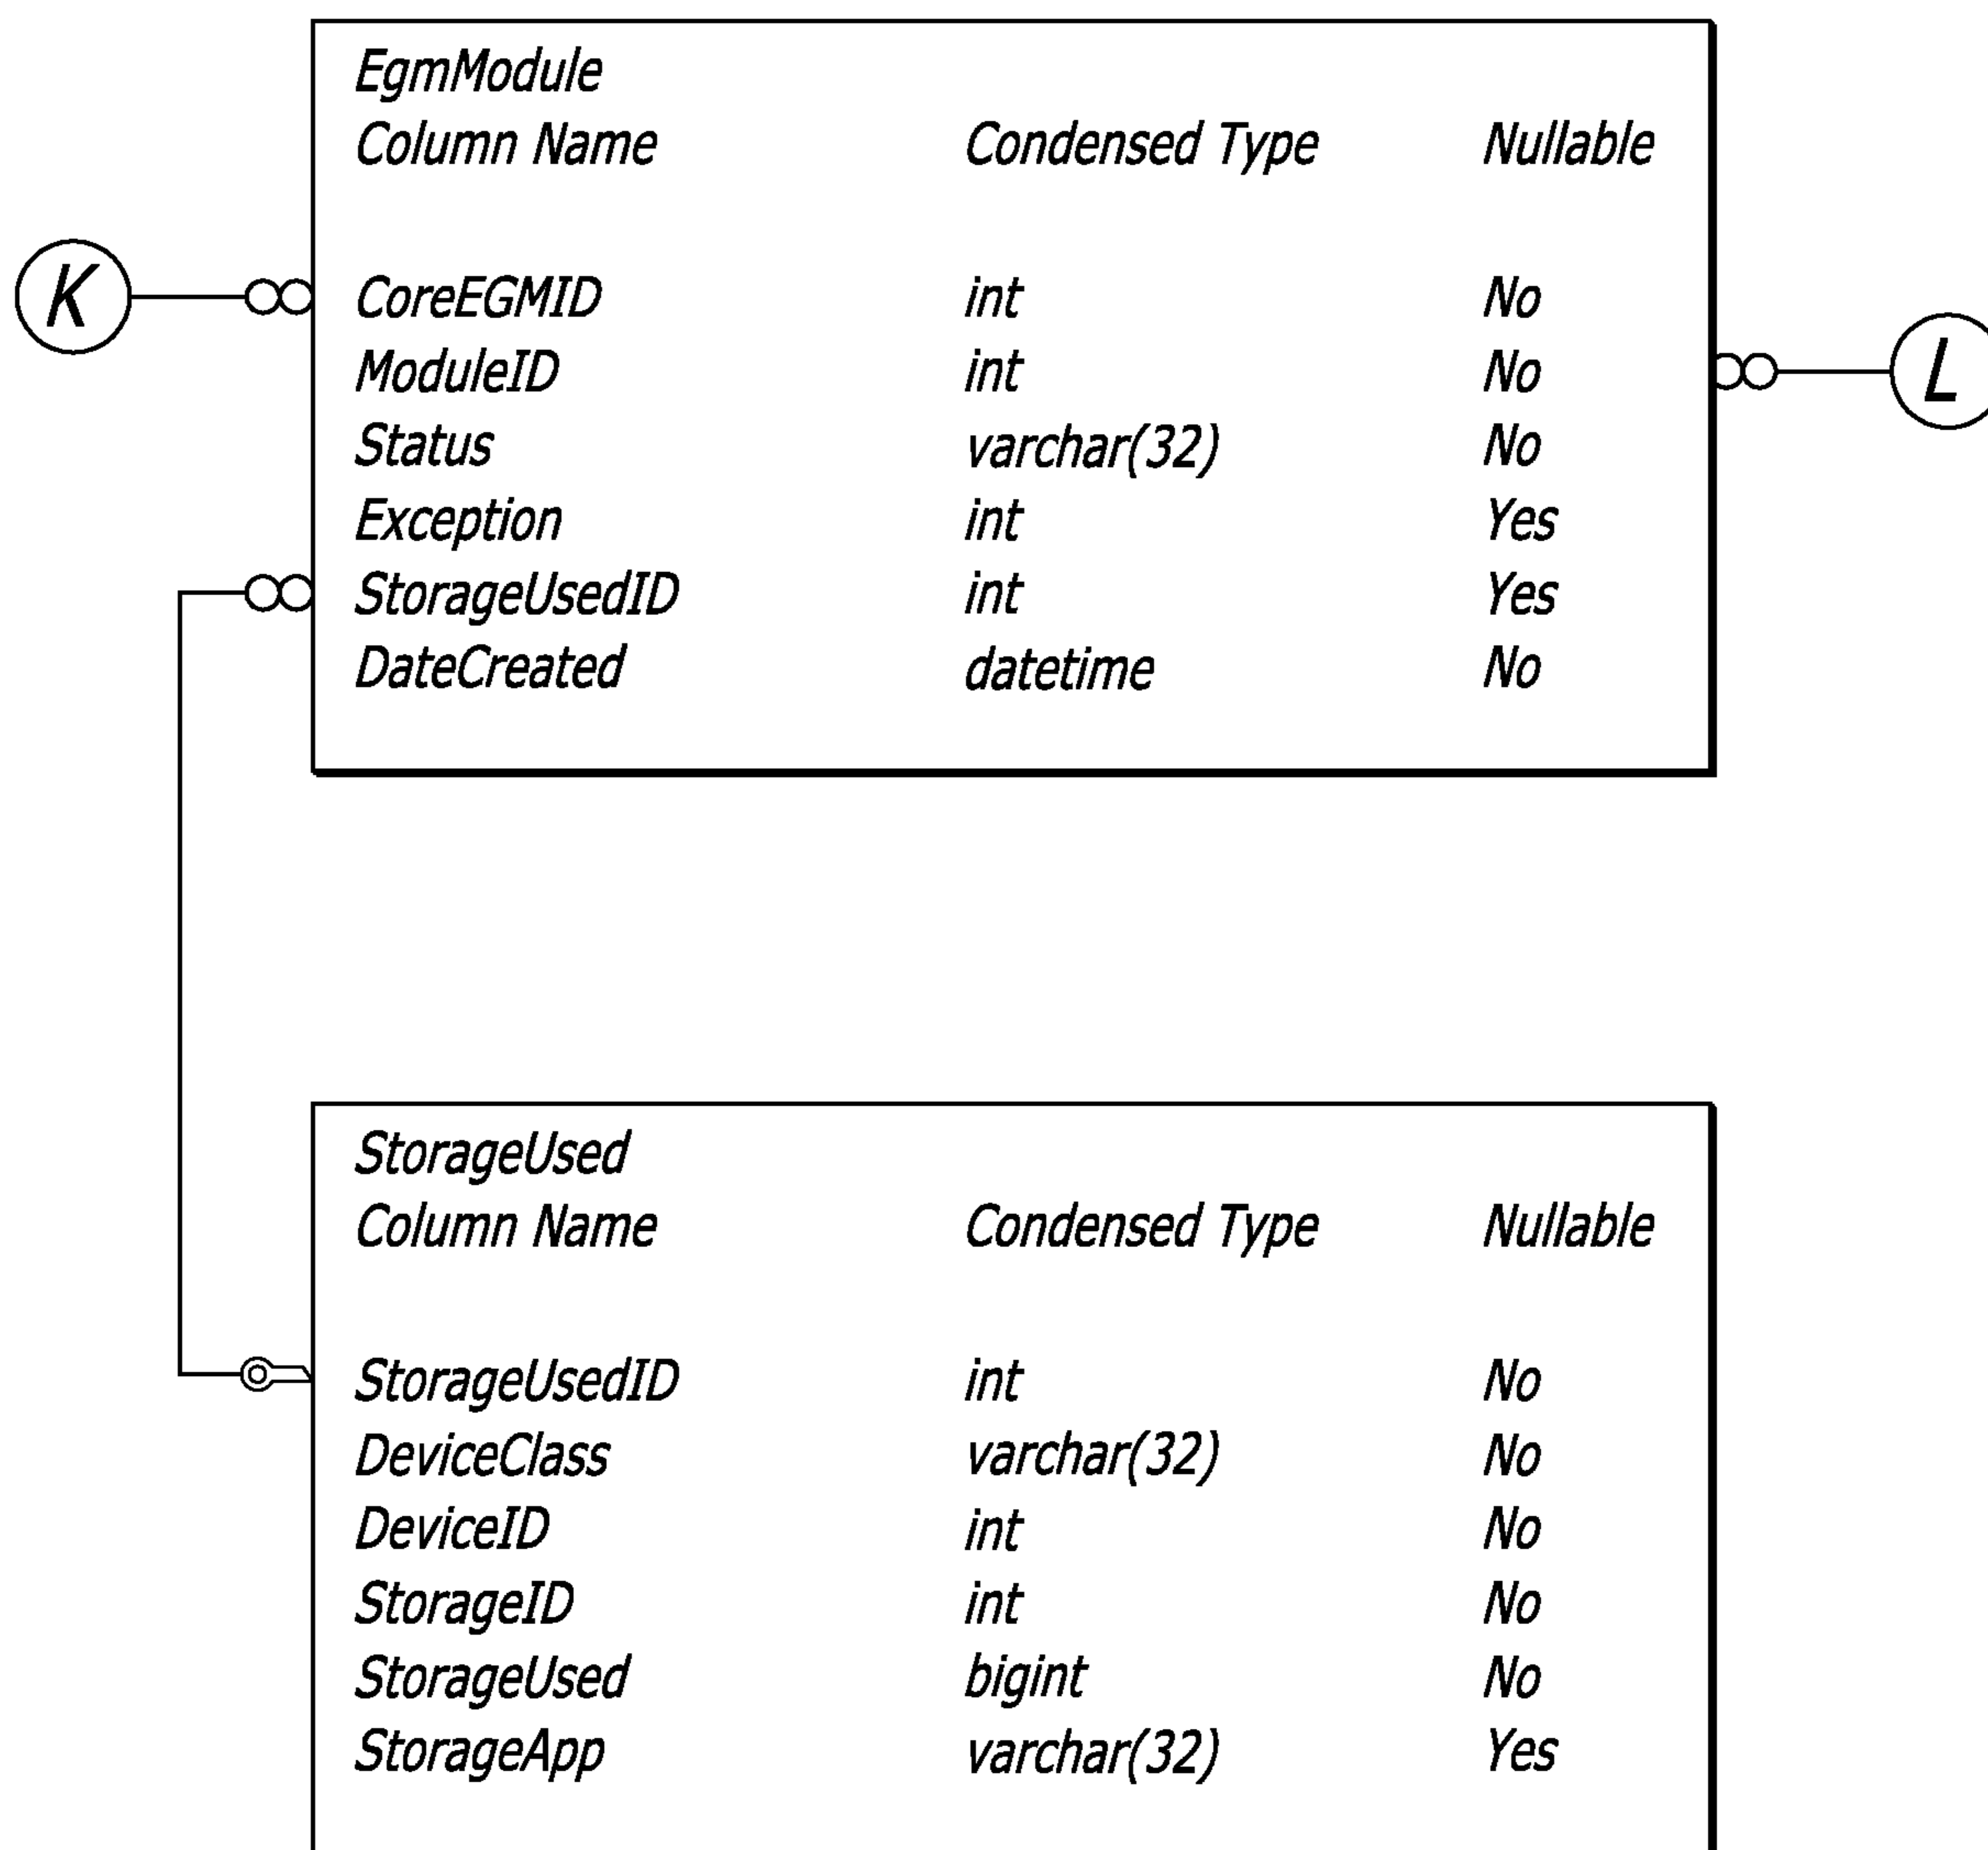 EgmModule
Column Name Condensed Type Nullable
K
CoreEGMID int No
ModuleID int No
L
Status varchar(32) No
Exception int Yes
StorageUsedID int Yes
DateCreated datetime No
StorageUsed
Column Name Condensed Type Nullable
StorageUsedID int No
DeviceClass varchar(32) No
DeviceID int No
StorageID int No
StorageUsed bigint No
StorageApp varchar(32) Yes